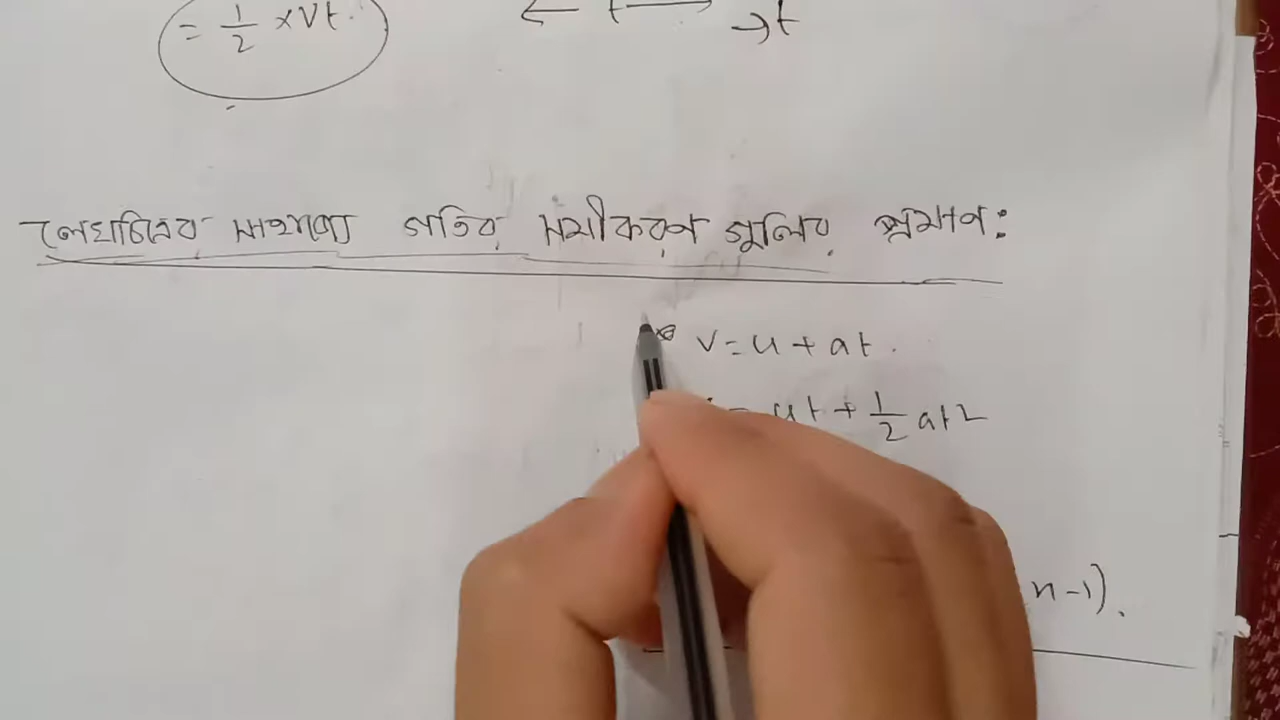 = 1/2 × vt.
→ t
লেখচিত্রের সাহায্যে গতির সমীকরণ গুলির প্রমাণ:
v = u + at.
= ut + 1/2 at2
n-1).